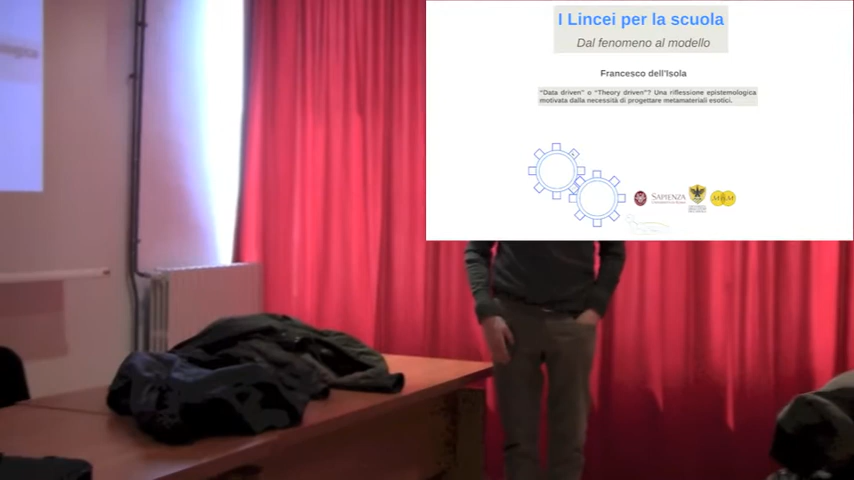 I Lincei per la scuola
Dal fenomeno al modello
Francesco dell'Isola
"Data driven" o "Theory driven"? Una riflessione epistemologica
motivata dalla necessità di progettare metamateriali esotici.
SAPIENZA